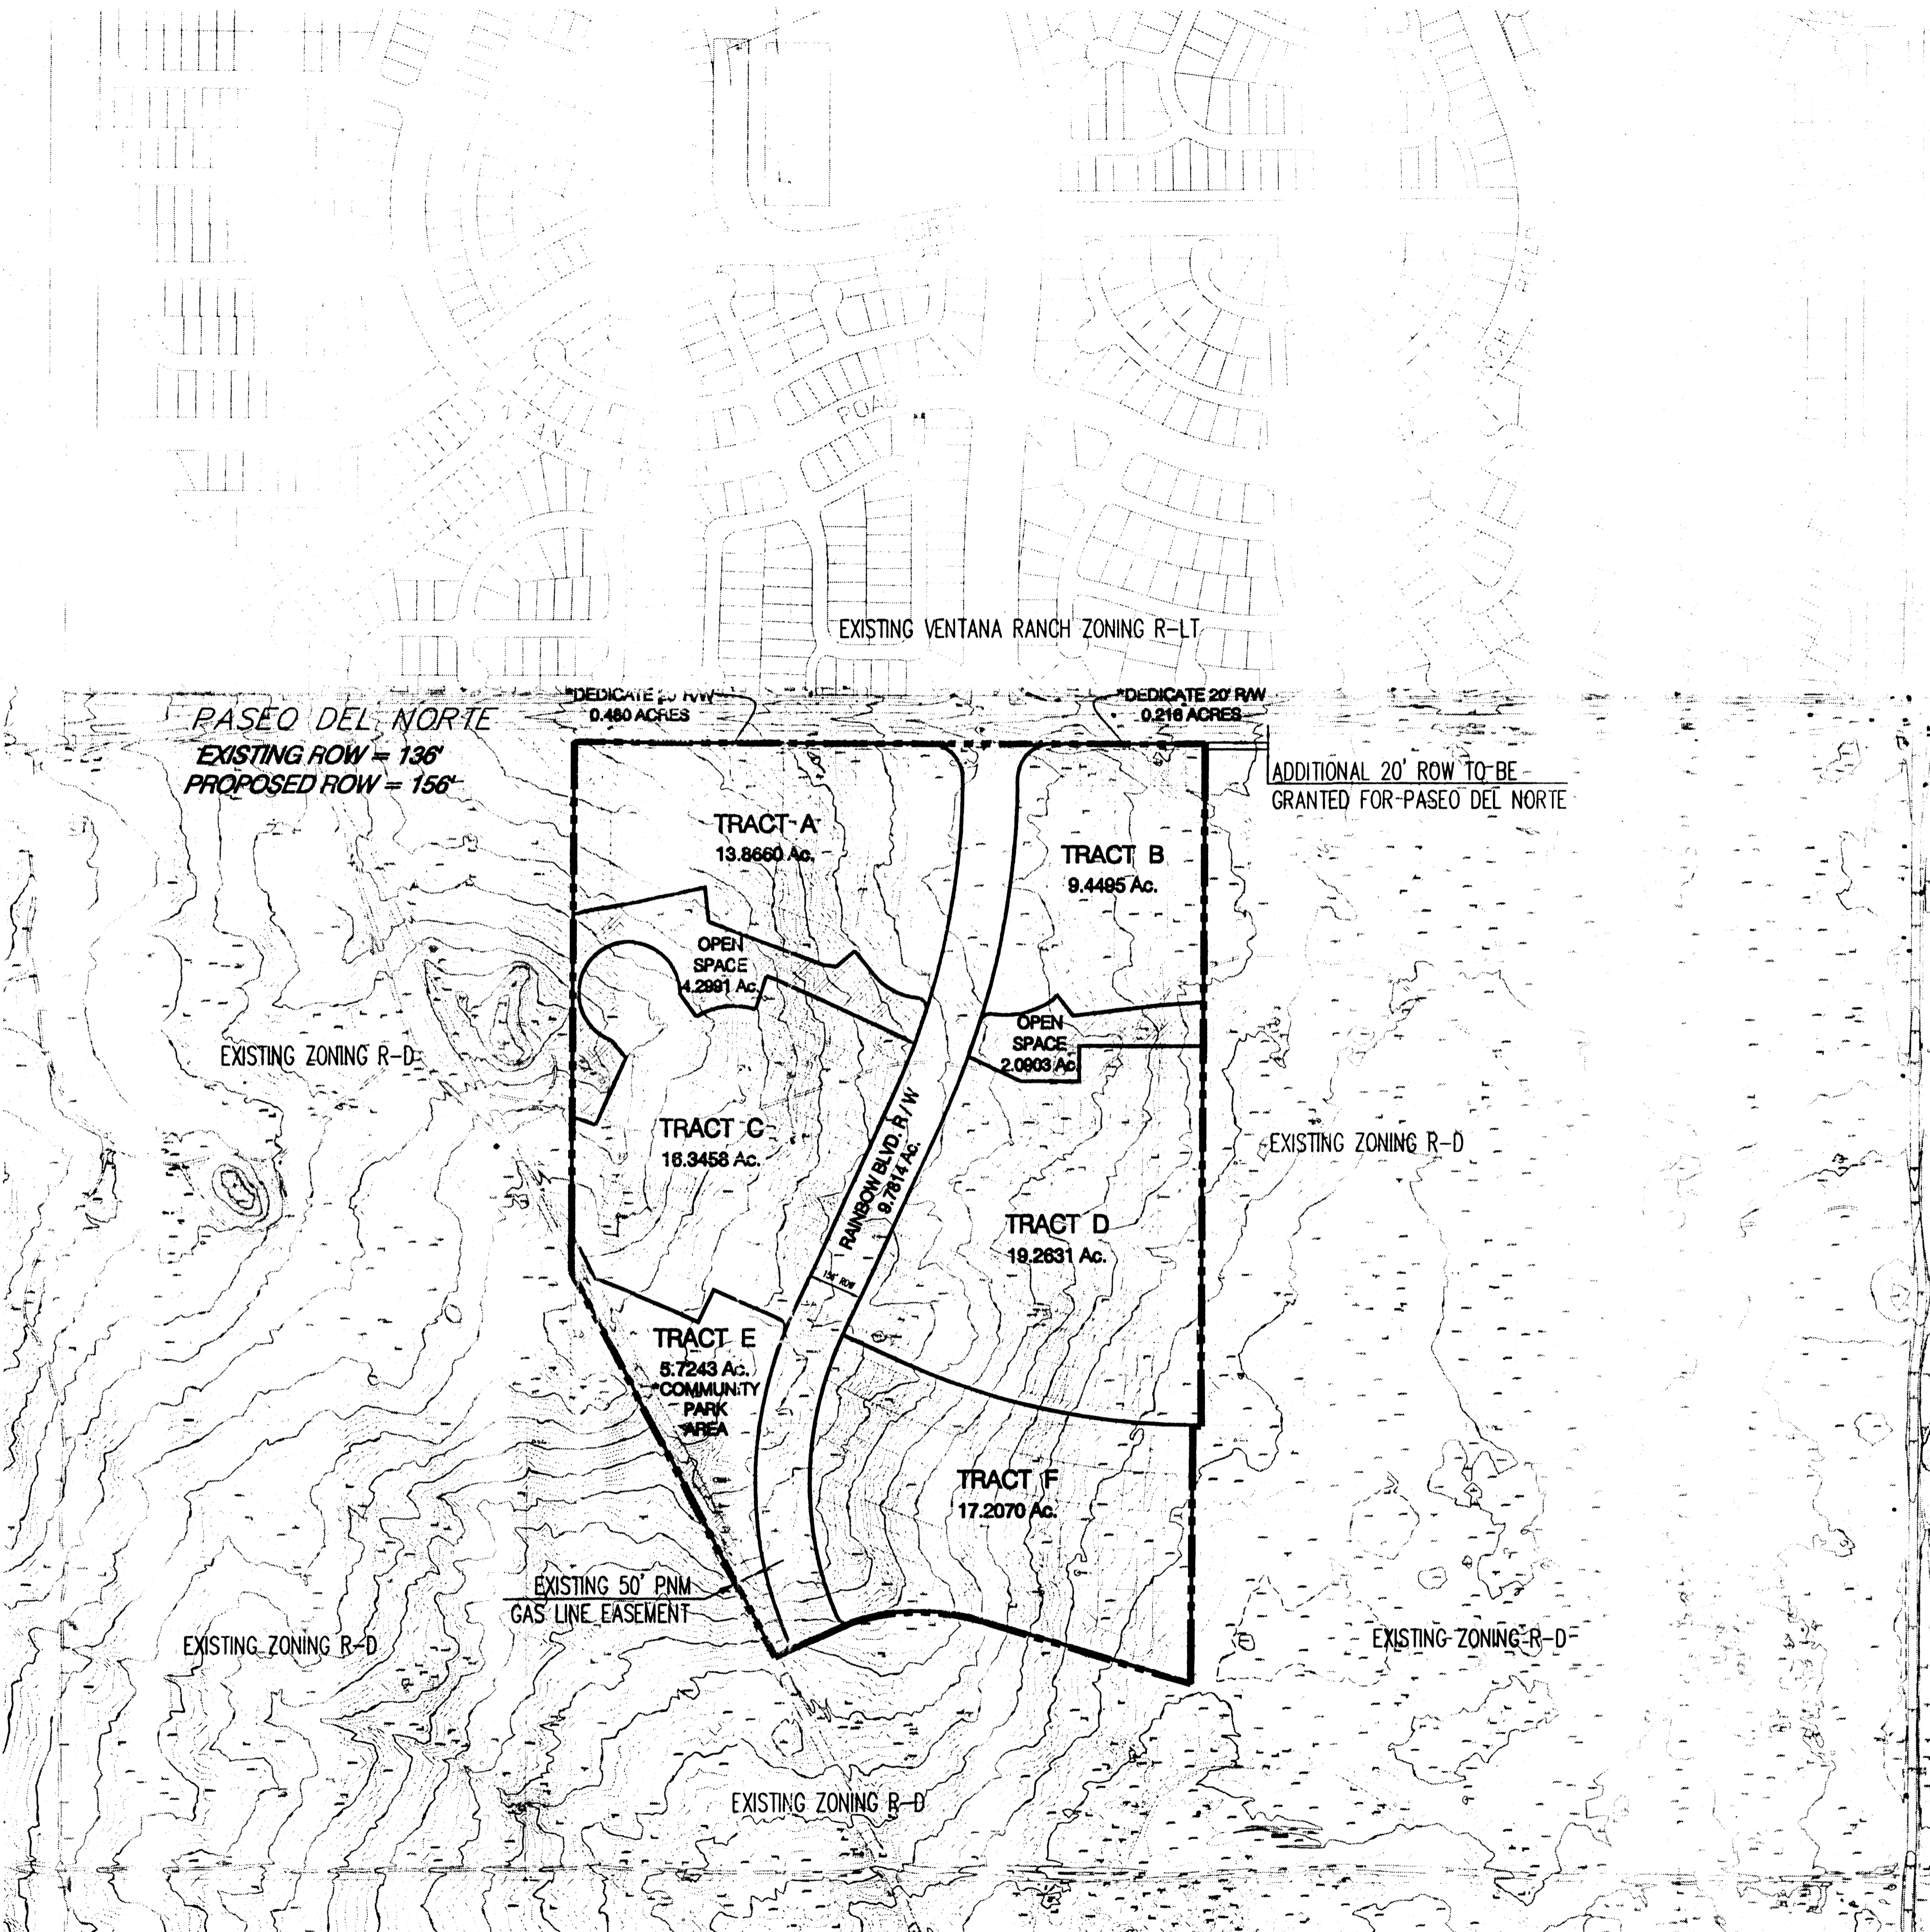 ROAD
EXISTING VENTANA RANCH ZONING R-LT
PASEO DEL NORTE
EXISTING ROW = 136'
PROPOSED ROW = 156'
*DEDICATE R/W
0.480 ACRES
*DEDICATE 20' R/W
0.216 ACRES
ADDITIONAL 20' ROW TO BE
GRANTED FOR PASEO DEL NORTE
TRACT A
13.8660 Ac.
TRACT B
9.4495 Ac.
OPEN
SPACE
4.2991 Ac.
OPEN
SPACE
2.0903 Ac.
EXISTING ZONING R-D
TRACT C
16.3458 Ac.
RAINBOW BLVD. R/W
9.7814 Ac.
156' ROW
EXISTING ZONING R-D
TRACT D
19.2631 Ac.
TRACT E
5.7243 Ac.
*COMMUNITY
PARK
AREA
TRACT F
17.2070 Ac.
EXISTING 50' PNM
GAS LINE EASEMENT
EXISTING ZONING R-D
EXISTING ZONING R-D
EXISTING ZONING R-D